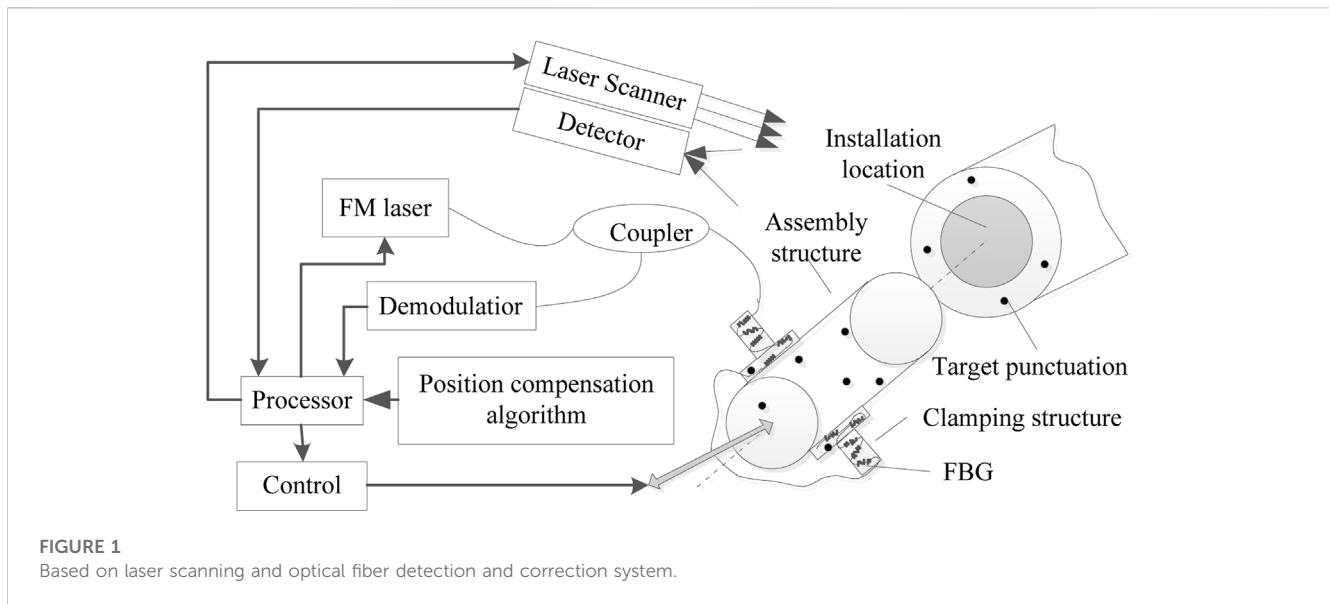 Laser Scanner
Detector
Installation
location
FM laser
Coupler
Assembly
structure
Demodulatior
Target punctuation
Processor
Position compensation
algorithm
Clamping structure
FBG
Control
FIGURE 1
Based on laser scanning and optical fiber detection and correction system.